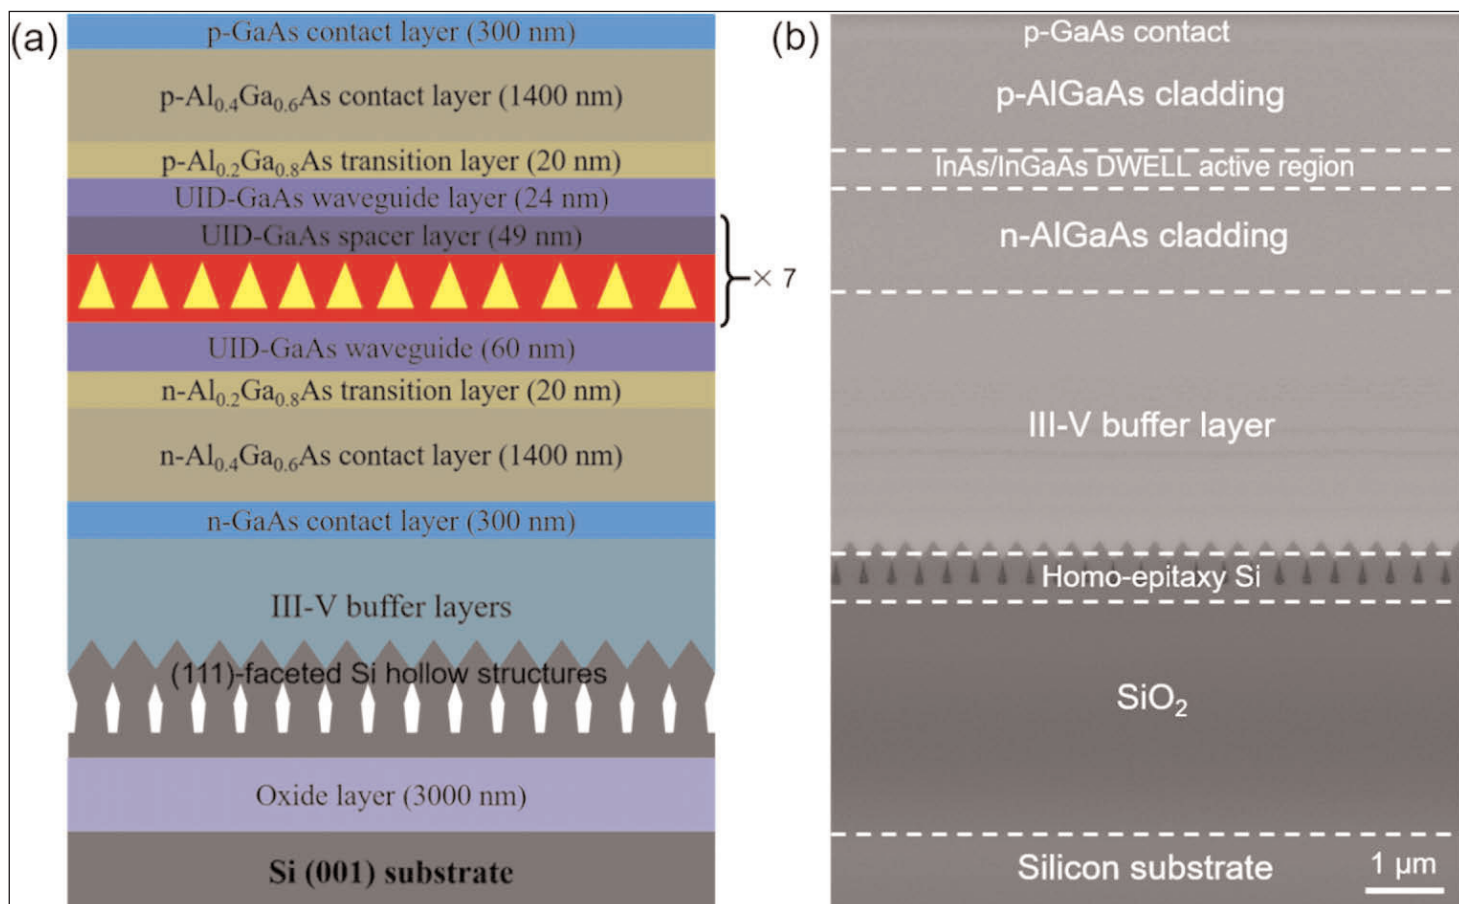 (a)
p-GaAs contact layer (300 nm)
p-Al0.4Ga0.6As contact layer (1400 nm)
p-Al0.2Ga0.8As transition layer (20 nm)
UID-GaAs waveguide layer (24 nm)
UID-GaAs spacer layer (49 nm)
× 7
UID-GaAs waveguide (60 nm)
n-Al0.2Ga0.8As transition layer (20 nm)
n-Al0.4Ga0.6As contact layer (1400 nm)
n-GaAs contact layer (300 nm)
III-V buffer layers
(111)-faceted Si hollow structures
Oxide layer (3000 nm)
Si (001) substrate
(b)
p-GaAs contact
p-AlGaAs cladding
InAs/InGaAs DWELL active region
n-AlGaAs cladding
III-V buffer layer
Homo-epitaxy Si
SiO2
Silicon substrate
1 μm